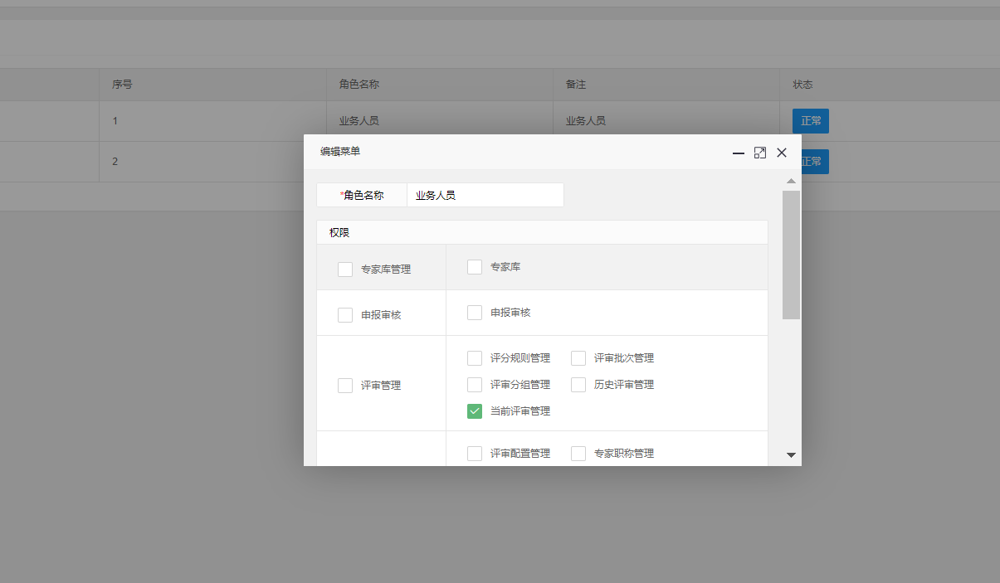 序号 角色名称 备注 状态
1 业务人员 业务人员 正常
2 正常
编辑菜单
*角色名称 业务人员
权限
专家库管理 专家库
申报审核 申报审核
评分规则管理 评审批次管理
评审管理 评审分组管理 历史评审管理
当前评审管理
评审配置管理 专家职称管理